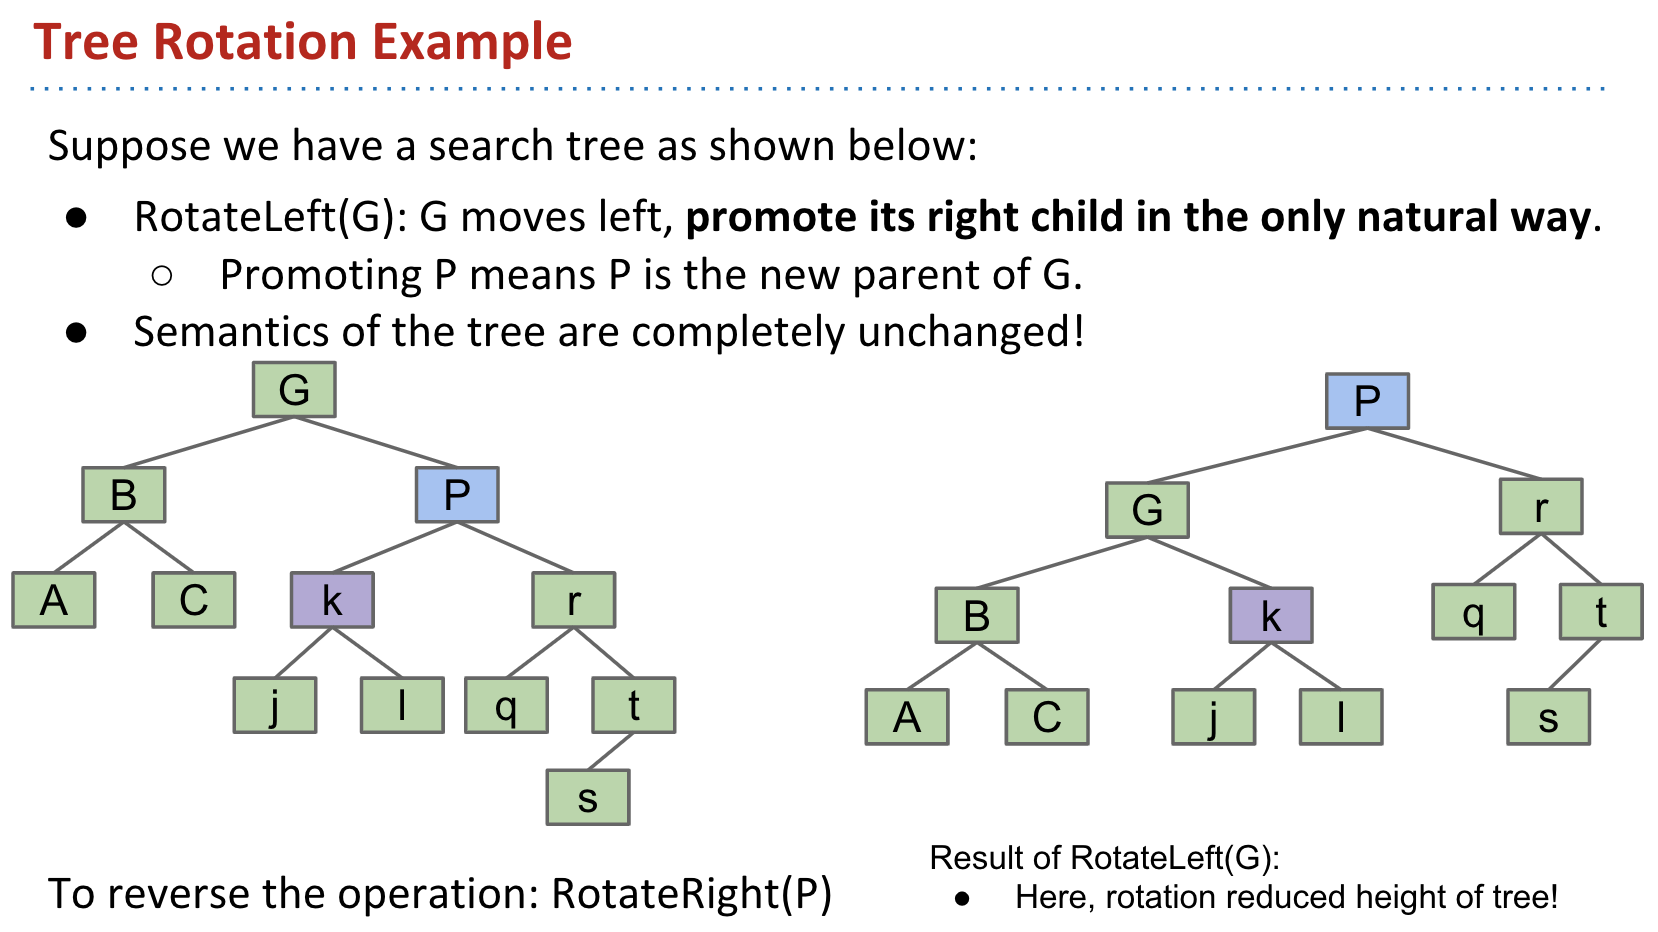 Tree Rotation Example
Suppose we have a search tree as shown below:
● RotateLeft(G): G moves left, promote its right child in the only natural way.
○ Promoting P means P is the new parent of G.
● Semantics of the tree are completely unchanged!
G
B P
A C k r
j l q t
s
P
G r
B k q t
A C j l s
To reverse the operation: RotateRight(P)
Result of RotateLeft(G):
● Here, rotation reduced height of tree!